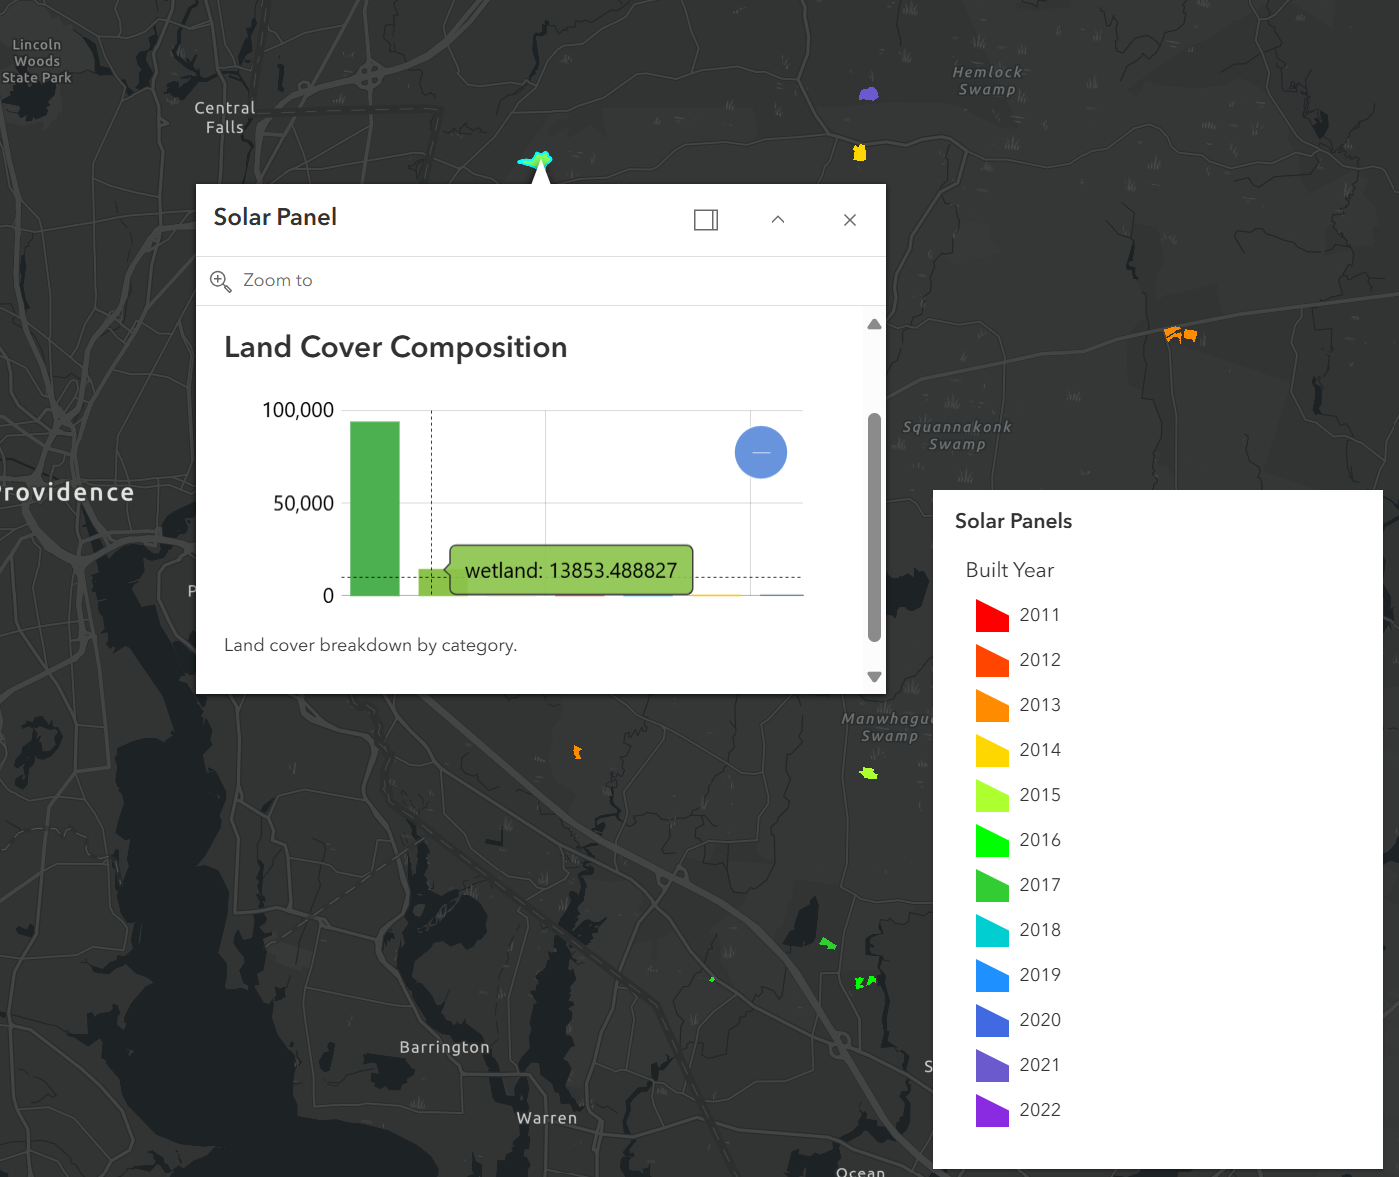 Lincoln
Woods
State Park
Central
Falls
Hemlock
Swamp
Solar Panel
Zoom to
Land Cover Composition
100,000
50,000
0
wetland: 13853.488827
Land cover breakdown by category.
Squannakonk
Swamp
Providence
P
Solar Panels
Built Year
2011
2012
2013
2014
2015
2016
2017
2018
2019
2020
2021
2022
Manwhague
Swamp
Barrington
Warren
S
Ocean